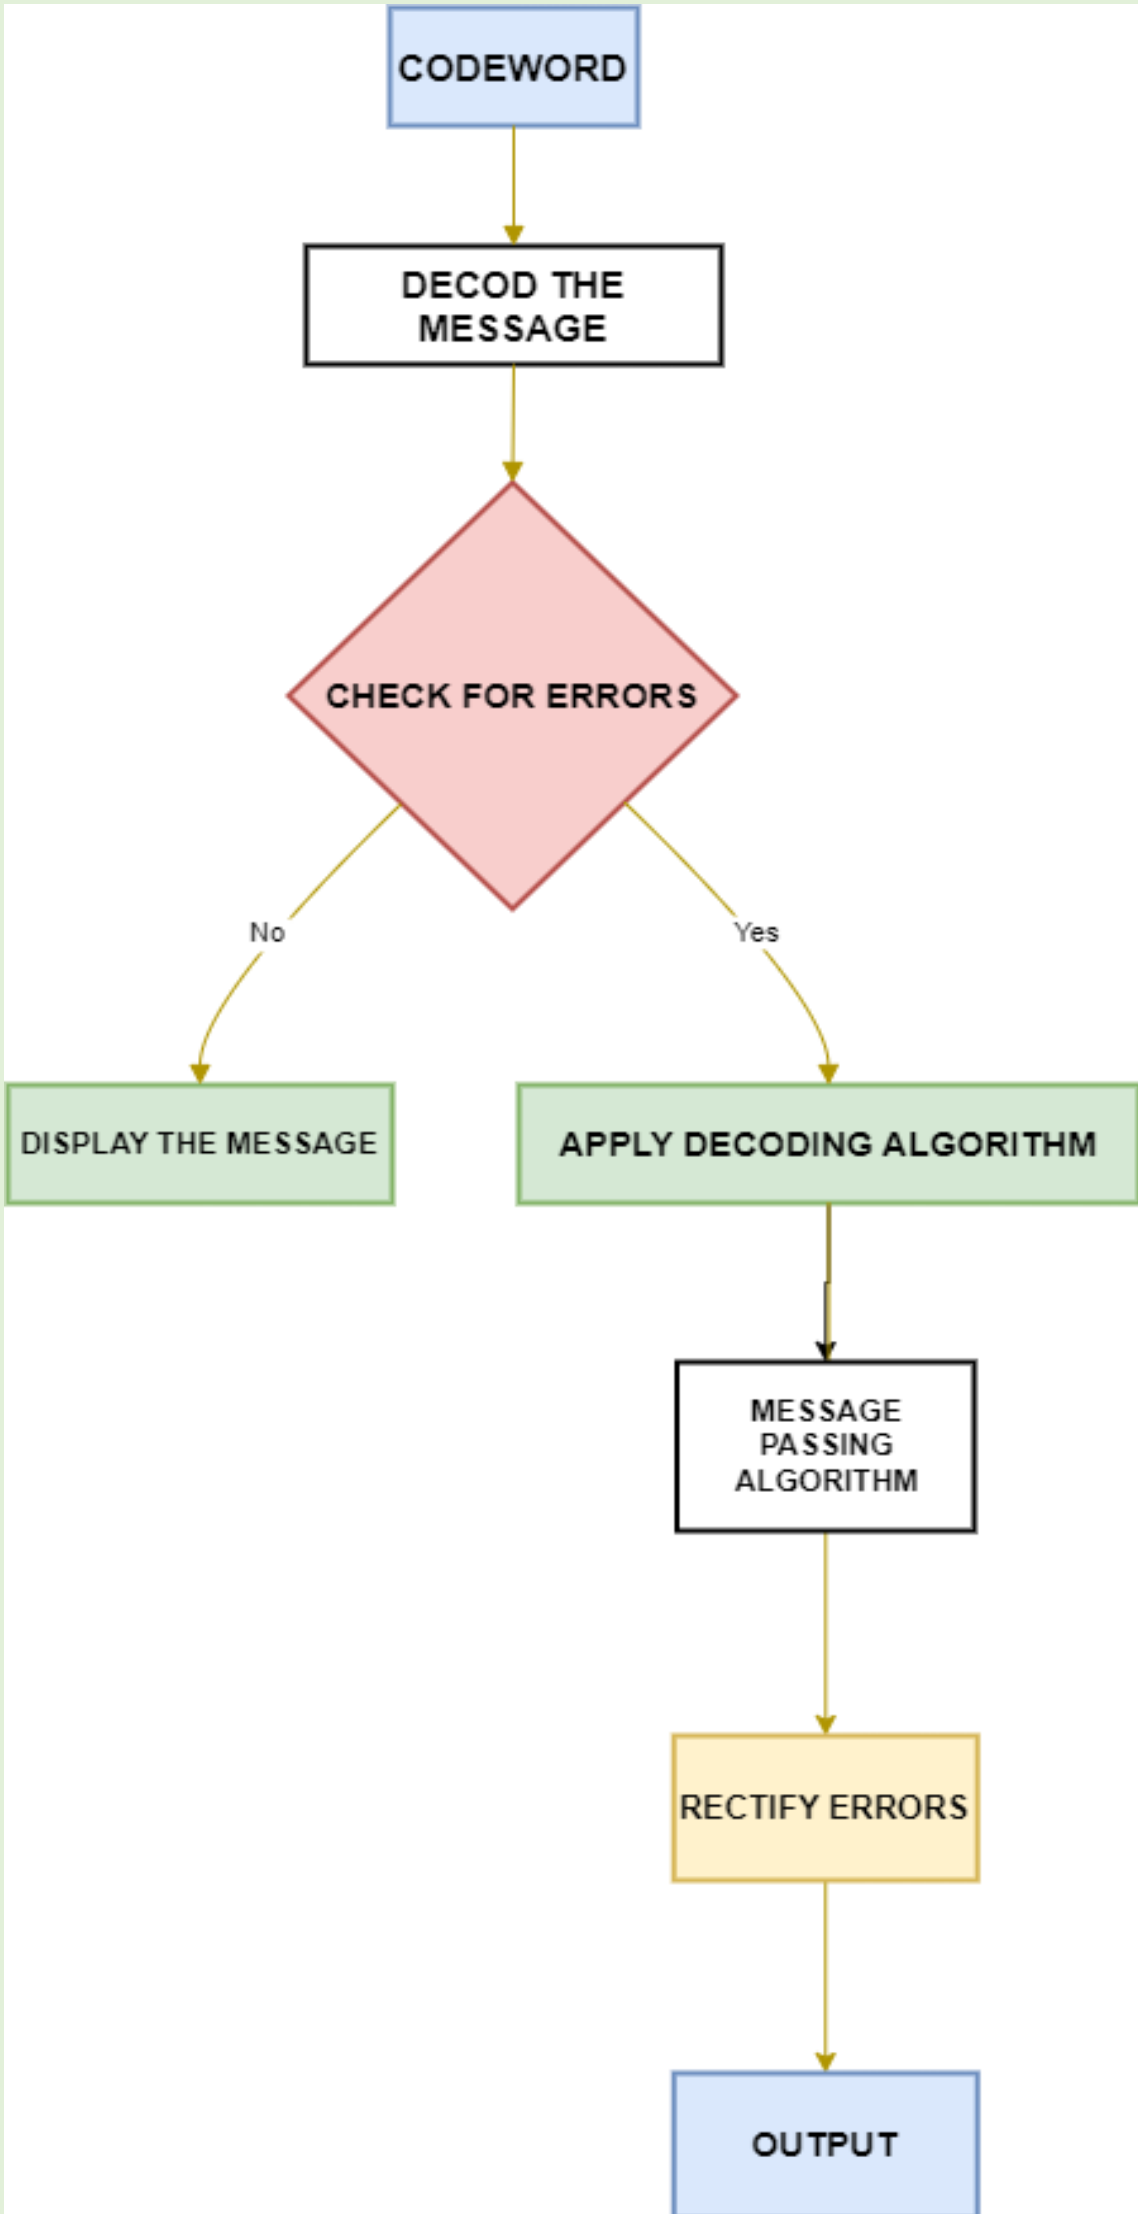 CODEWORD
DECOD THE
MESSAGE
CHECK FOR ERRORS
No
Yes
DISPLAY THE MESSAGE
APPLY DECODING ALGORITHM
MESSAGE
PASSING
ALGORITHM
RECTIFY ERRORS
OUTPUT